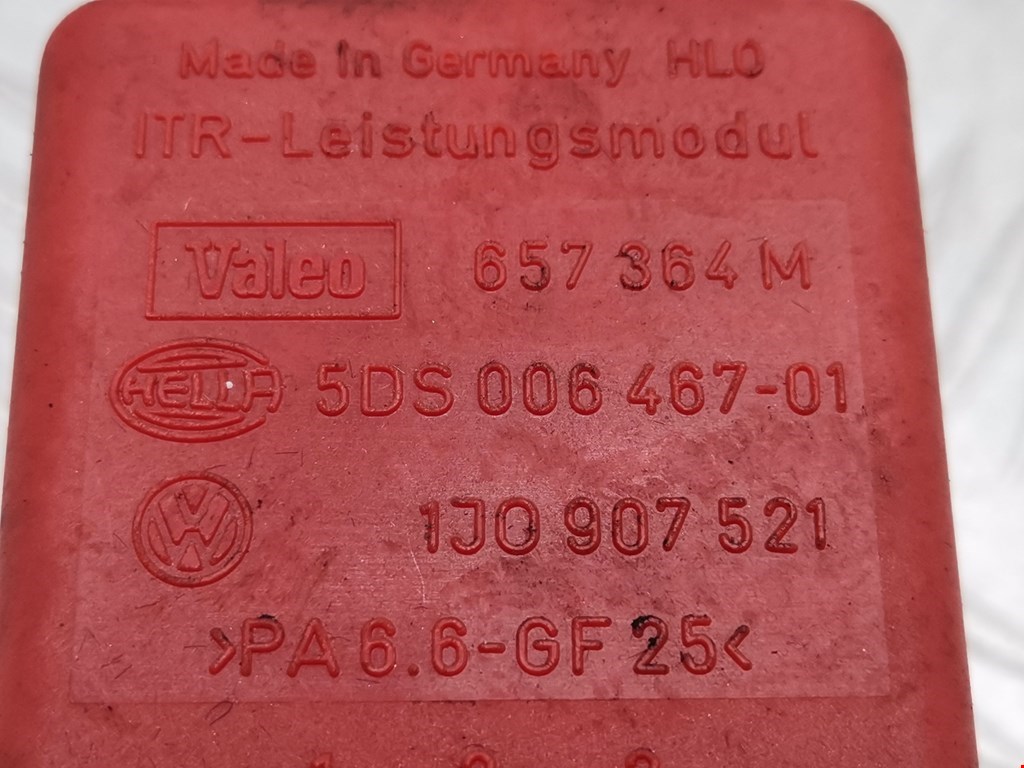 Made in Germany HLO
ITR-Leistungsmodul
Valeo 657 364 M
HELLA 5DS 006 467-01
VW 1J0 907 521
>PA 6.6-GF 25<